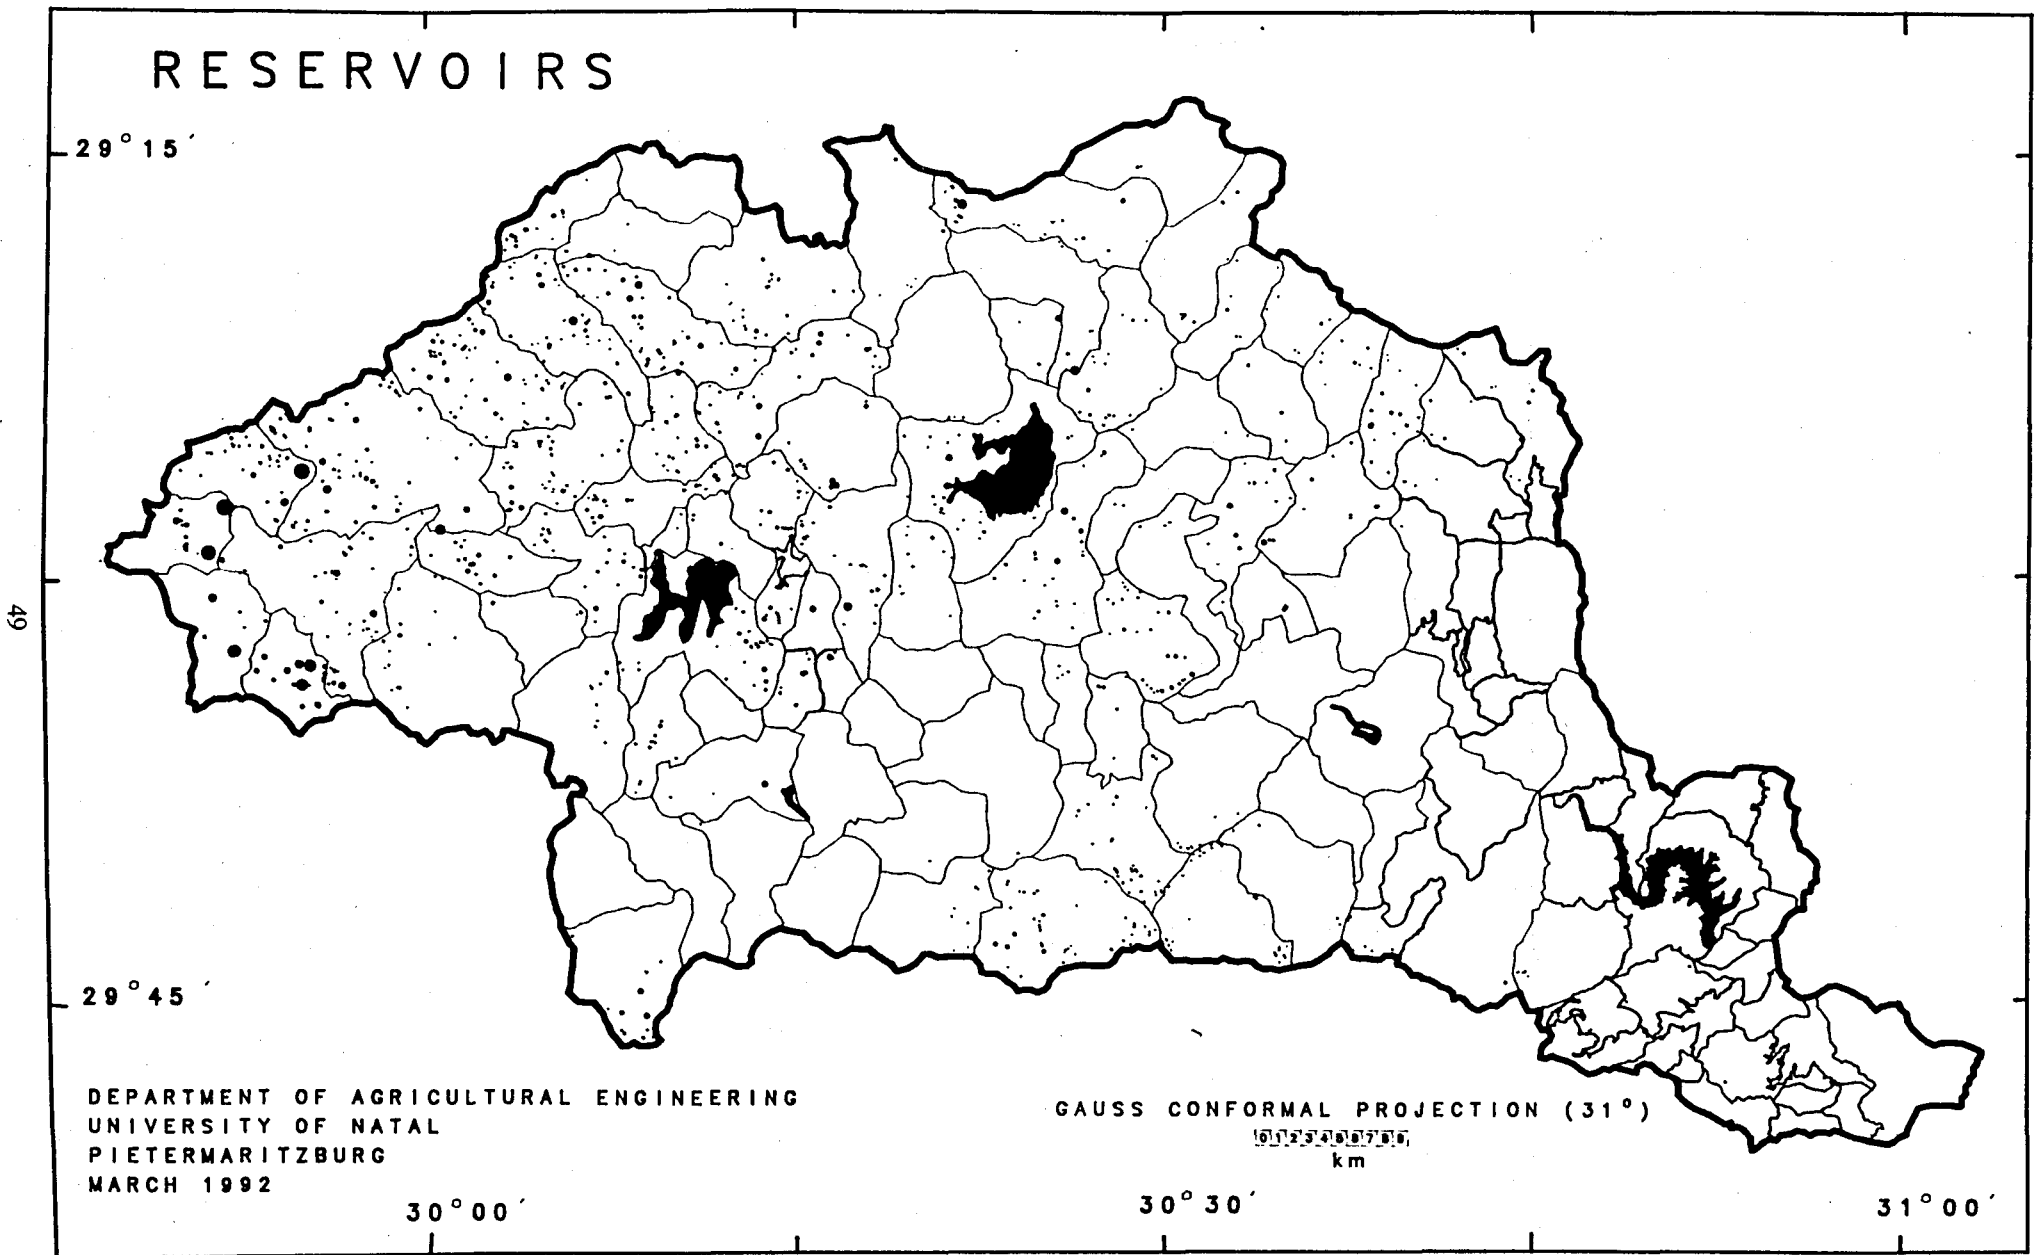 RESERVOIRS
29°15′
49
29°45′
DEPARTMENT OF AGRICULTURAL ENGINEERING
UNIVERSITY OF NATAL
PIETERMARITZBURG
MARCH 1992
GAUSS CONFORMAL PROJECTION (31°)
0123456789
km
30°00′
30°30′
31°00′